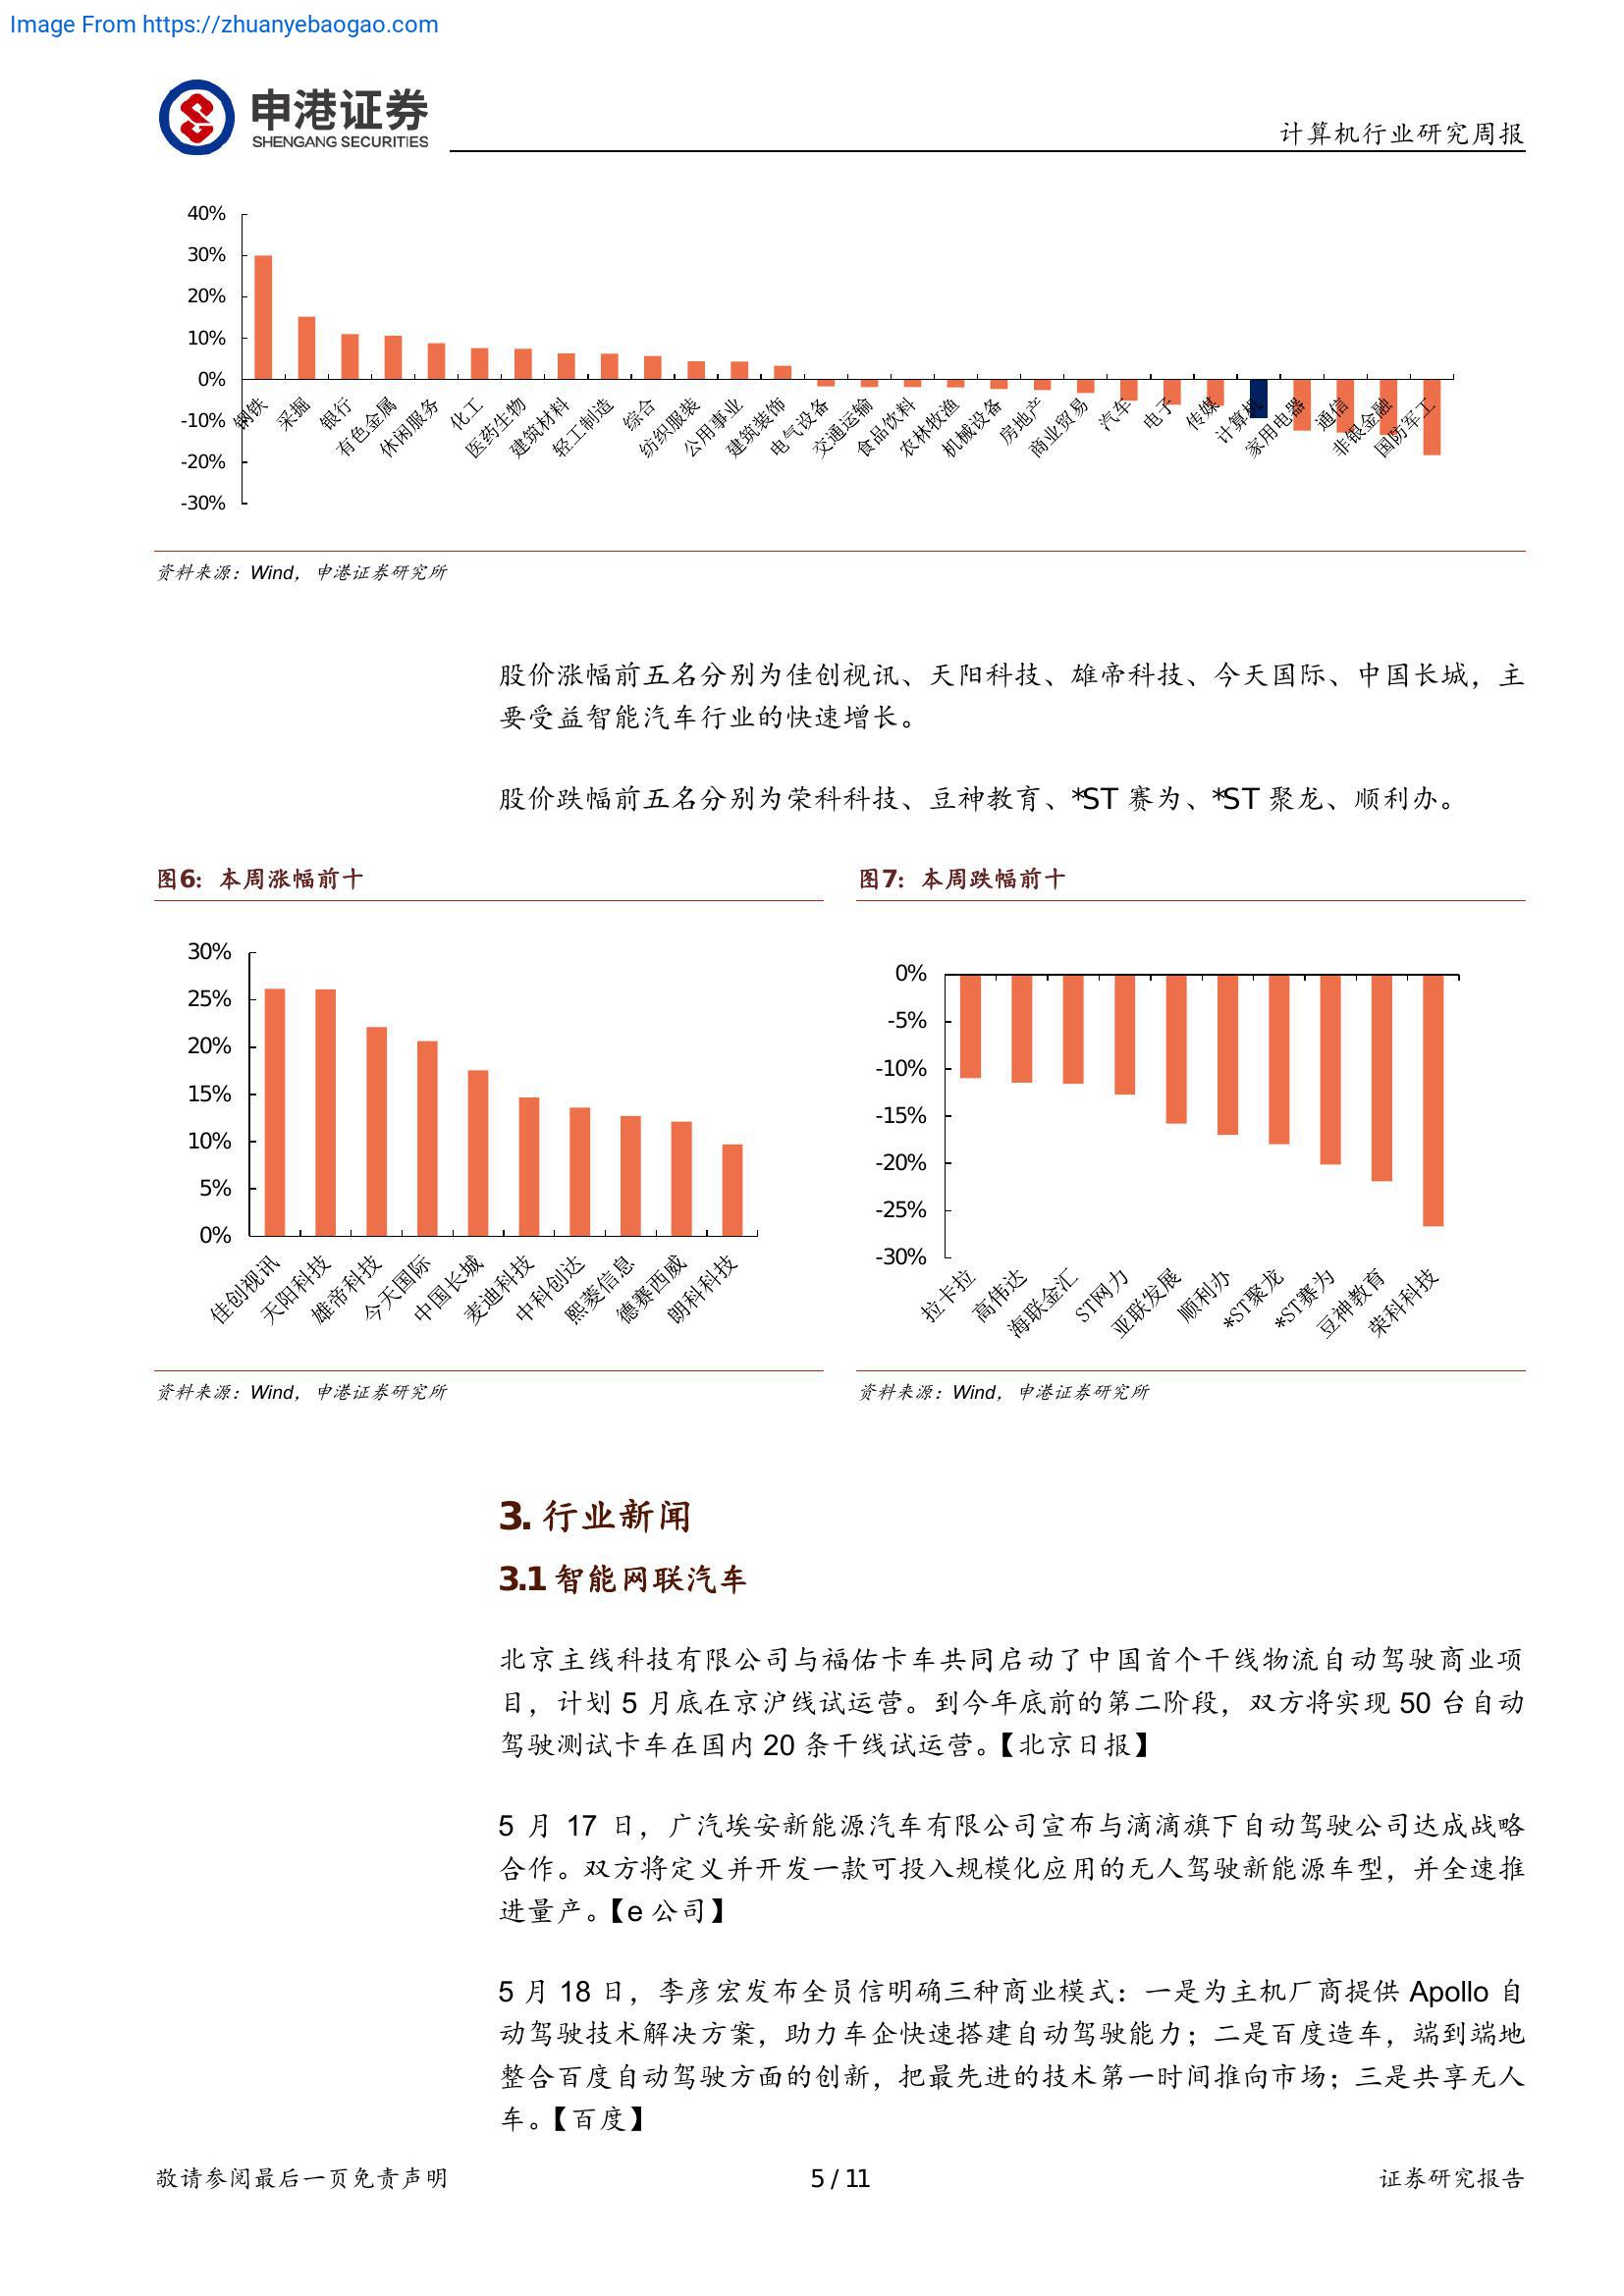 Image From https://zhuanyebaogao.com
申港证券
SHENGANG SECURITIES
计算机行业研究周报
40%
30%
20%
10%
0%
-10%
-20%
-30%
钢铁
采掘
银行
有色金属
休闲服务
化工
医药生物
建筑材料
轻工制造
综合
纺织服装
公用事业
建筑装饰
电气设备
交通运输
食品饮料
农林牧渔
机械设备
房地产
商业贸易
汽车
电子
传媒
计算机
家用电器
通信
非银金融
国防军工
资料来源：Wind，申港证券研究所
股价涨幅前五名分别为佳创视讯、天阳科技、雄帝科技、今天国际、中国长城，主
要受益智能汽车行业的快速增长。
股价跌幅前五名分别为荣科科技、豆神教育、*ST 赛为、*ST 聚龙、顺利办。
图6：本周涨幅前十
30%
25%
20%
15%
10%
5%
0%
佳创视讯
天阳科技
雄帝科技
今天国际
中国长城
麦迪科技
中科创达
熙菱信息
德赛西威
朗科科技
资料来源：Wind，申港证券研究所
图7：本周跌幅前十
0%
-5%
-10%
-15%
-20%
-25%
-30%
拉卡拉
高伟达
海联金汇
ST网力
亚联发展
顺利办
*ST聚龙
*ST赛为
豆神教育
荣科科技
资料来源：Wind，申港证券研究所
3. 行业新闻
3.1 智能网联汽车
北京主线科技有限公司与福佑卡车共同启动了中国首个干线物流自动驾驶商业项
目，计划 5 月底在京沪线试运营。到今年底前的第二阶段，双方将实现 50 台自动
驾驶测试卡车在国内 20 条干线试运营。【北京日报】
5 月 17 日，广汽埃安新能源汽车有限公司宣布与滴滴旗下自动驾驶公司达成战略
合作。双方将定义并开发一款可投入规模化应用的无人驾驶新能源车型，并全速推
进量产。【e 公司】
5 月 18 日，李彦宏发布全员信明确三种商业模式：一是为主机厂商提供 Apollo 自
动驾驶技术解决方案，助力车企快速搭建自动驾驶能力；二是百度造车，端到端地
整合百度自动驾驶方面的创新，把最先进的技术第一时间推向市场；三是共享无人
车。【百度】
敬请参阅最后一页免责声明
5 / 11
证券研究报告